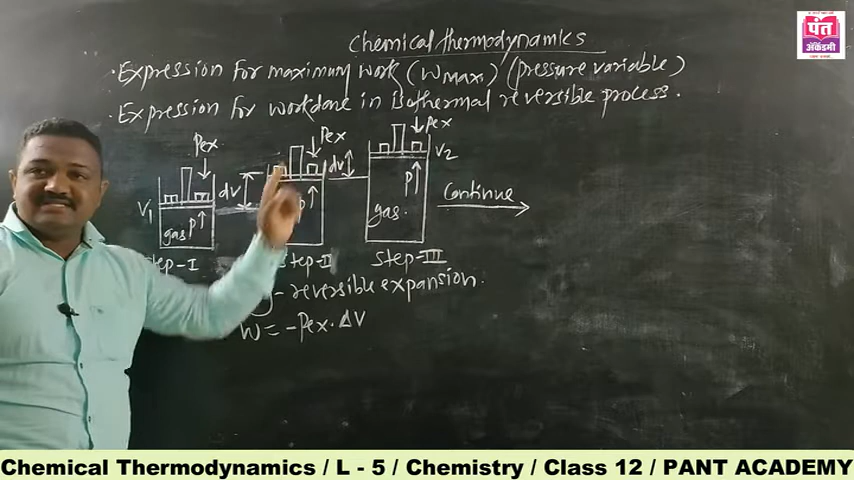 Chemical thermodynamics
· Expression for maximum work (WMax.) (pressure variable)
· Expression for workdone in isothermal reversible process.
Pex Pex Pex
V1 gas P dv P dv gas. P V2 Continue
step-I step-II step-III
- reversible expansion.
W = -Pex. ΔV
पंत
अकॅडमी
Chemical Thermodynamics / L - 5 / Chemistry / Class 12 / PANT ACADEMY